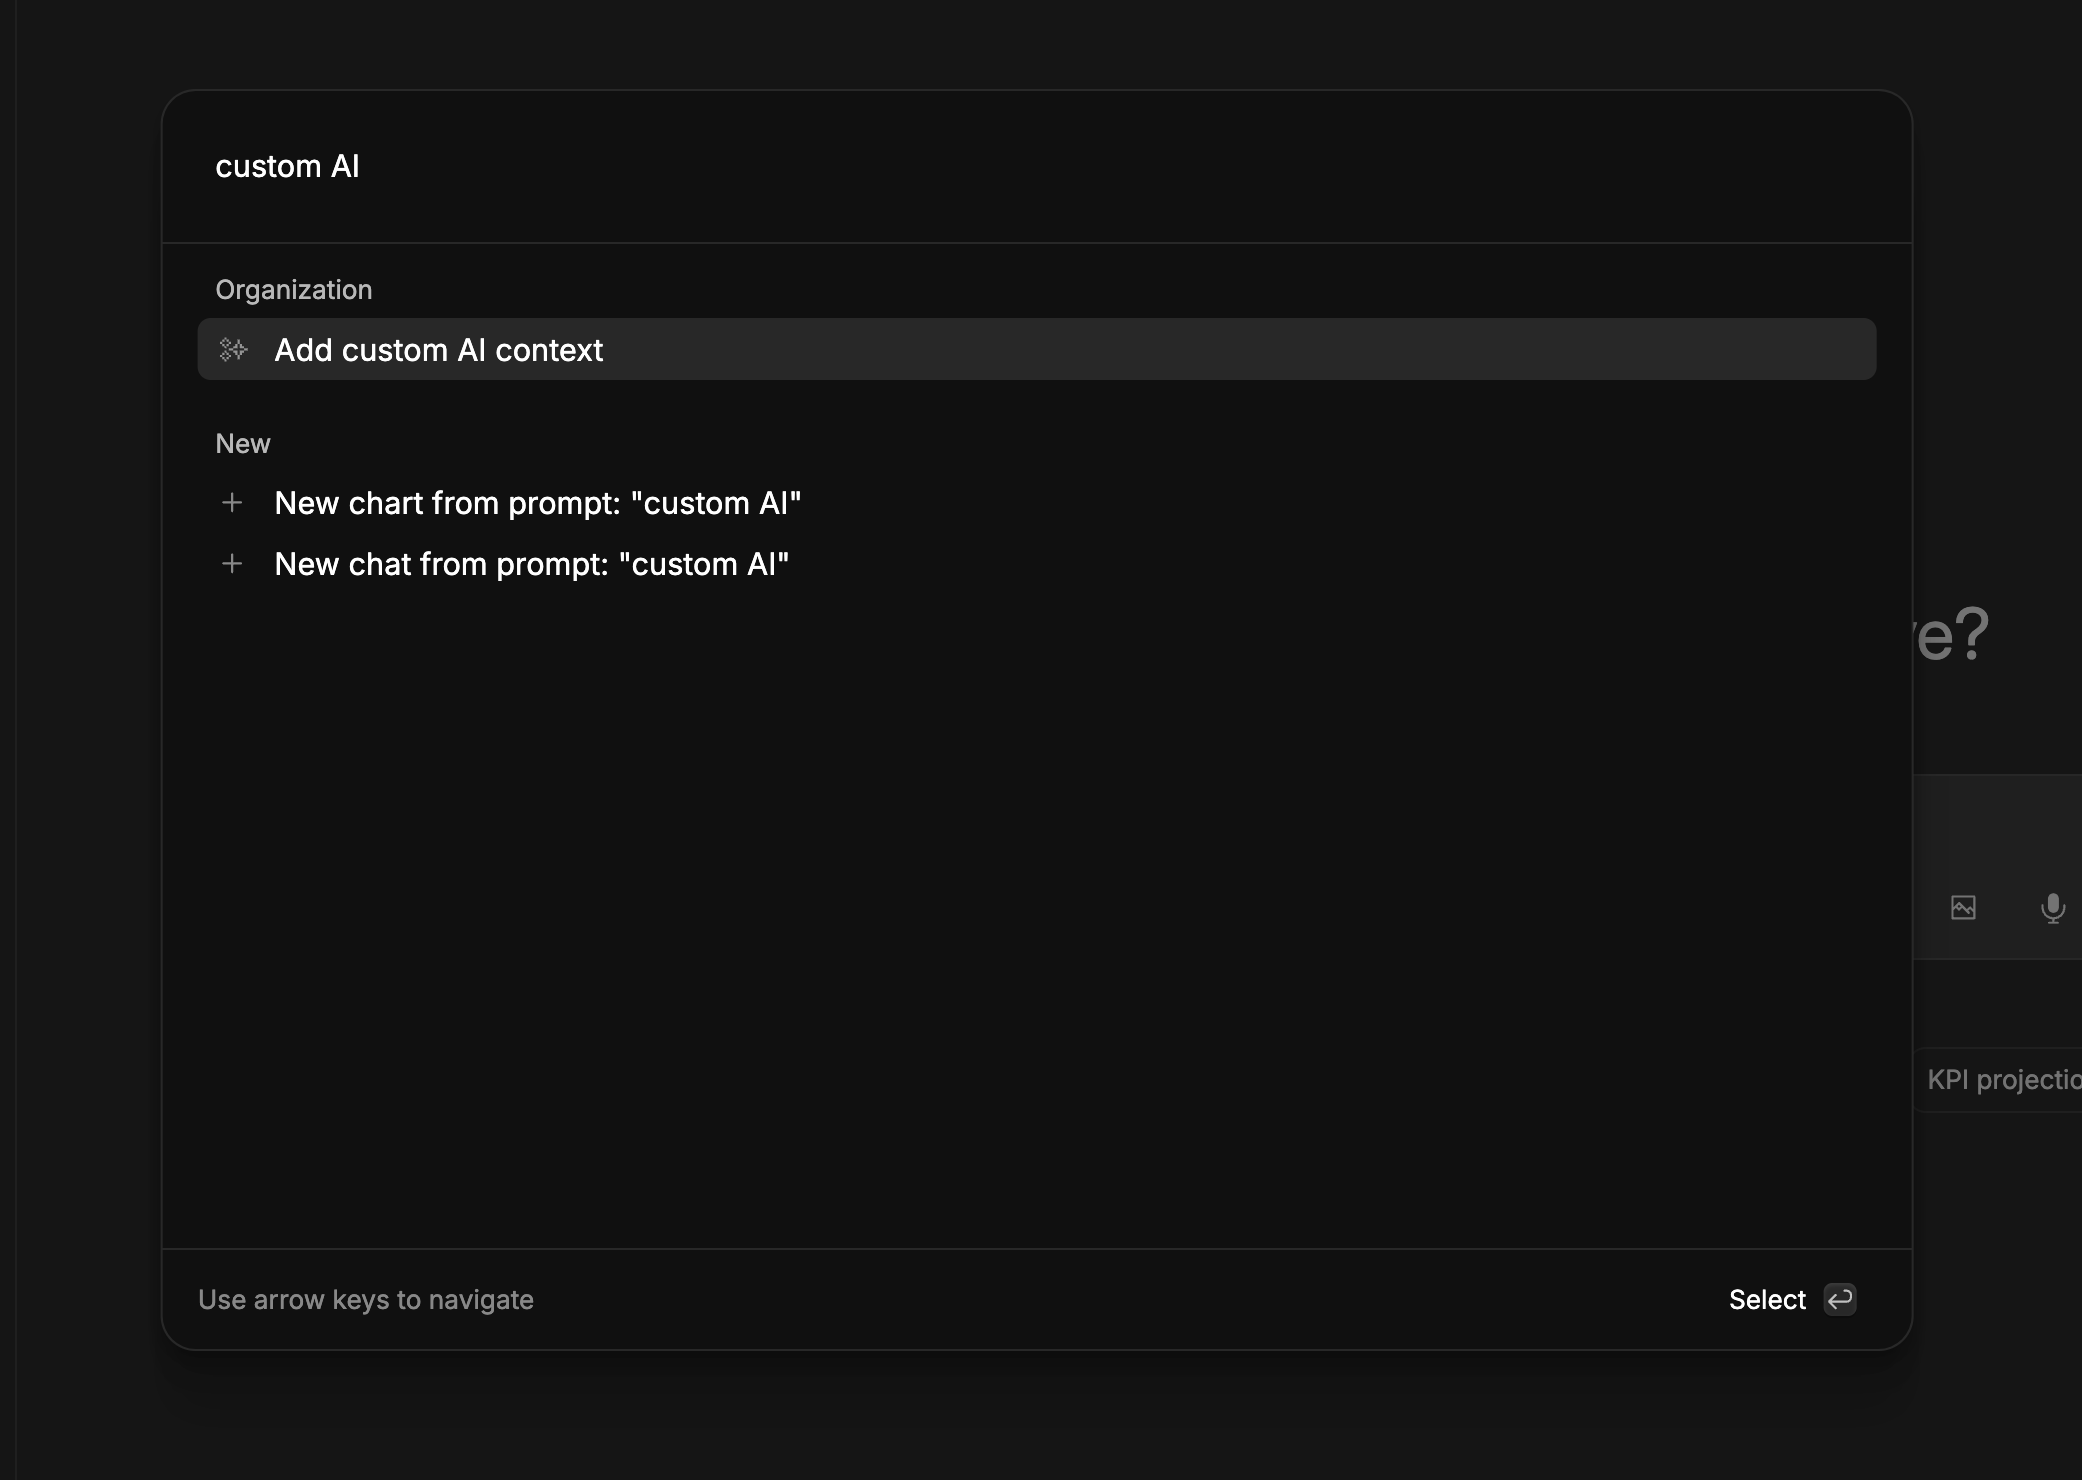 custom AI
Organization
Add custom AI context
New
New chart from prompt: "custom AI"
New chat from prompt: "custom AI"
e?
KPI projectio
Use arrow keys to navigate
Select